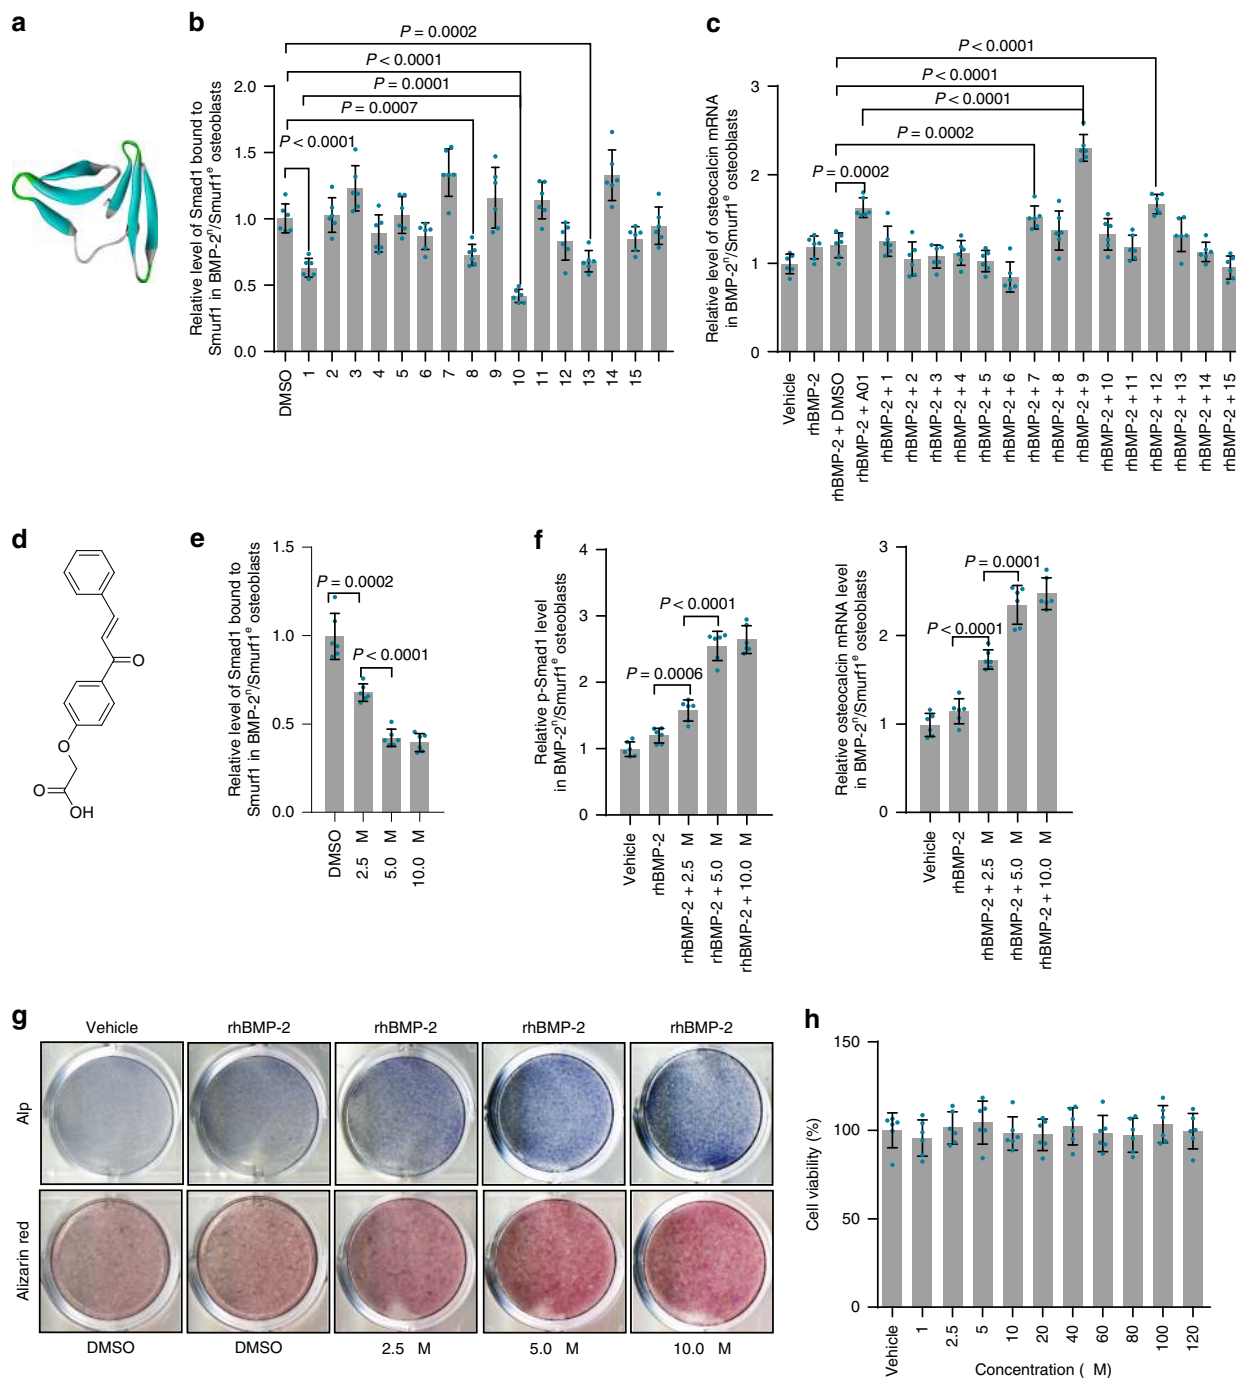 a
b
P = 0.0002
P < 0.0001
P = 0.0001
P = 0.0007
P < 0.0001
Relative level of Smad1 bound to
Smurf1 in BMP-2n/Smurf1e osteoblasts
2.0
1.5
1.0
0.5
0.0
DMSO 1 2 3 4 5 6 7 8 9 10 11 12 13 14 15
c
P < 0.0001
P < 0.0001
P < 0.0001
P = 0.0002
P = 0.0002
Relative level of osteocalcin mRNA
in BMP-2n/Smurf1e osteoblasts
3
2
1
0
Vehicle
rhBMP-2
rhBMP-2 + DMSO
rhBMP-2 + A01
rhBMP-2 + 1
rhBMP-2 + 2
rhBMP-2 + 3
rhBMP-2 + 4
rhBMP-2 + 5
rhBMP-2 + 6
rhBMP-2 + 7
rhBMP-2 + 8
rhBMP-2 + 9
rhBMP-2 + 10
rhBMP-2 + 11
rhBMP-2 + 12
rhBMP-2 + 13
rhBMP-2 + 14
rhBMP-2 + 15
d
O
O
O
OH
e
Relative level of Smad1 bound to
Smurf1 in BMP-2n/Smurf1e osteoblasts
1.5
1.0
0.5
0.0
P = 0.0002
P < 0.0001
DMSO
2.5 M
5.0 M
10.0 M
f
Relative p-Smad1 level
in BMP-2n/Smurf1e osteoblasts
4
3
2
1
0
P < 0.0001
P = 0.0006
Vehicle
rhBMP-2
rhBMP-2 + 2.5 M
rhBMP-2 + 5.0 M
rhBMP-2 + 10.0 M
Relative osteocalcin mRNA level
in BMP-2n/Smurf1e osteoblasts
3
2
1
0
P = 0.0001
P < 0.0001
Vehicle
rhBMP-2
rhBMP-2 + 2.5 M
rhBMP-2 + 5.0 M
rhBMP-2 + 10.0 M
g
Vehicle rhBMP-2 rhBMP-2 rhBMP-2 rhBMP-2
Alp
Alizarin red
DMSO DMSO 2.5 M 5.0 M 10.0 M
h
Cell viability (%)
150
100
50
0
Vehicle 1 2.5 5 10 20 40 60 80 100 120
Concentration ( M)